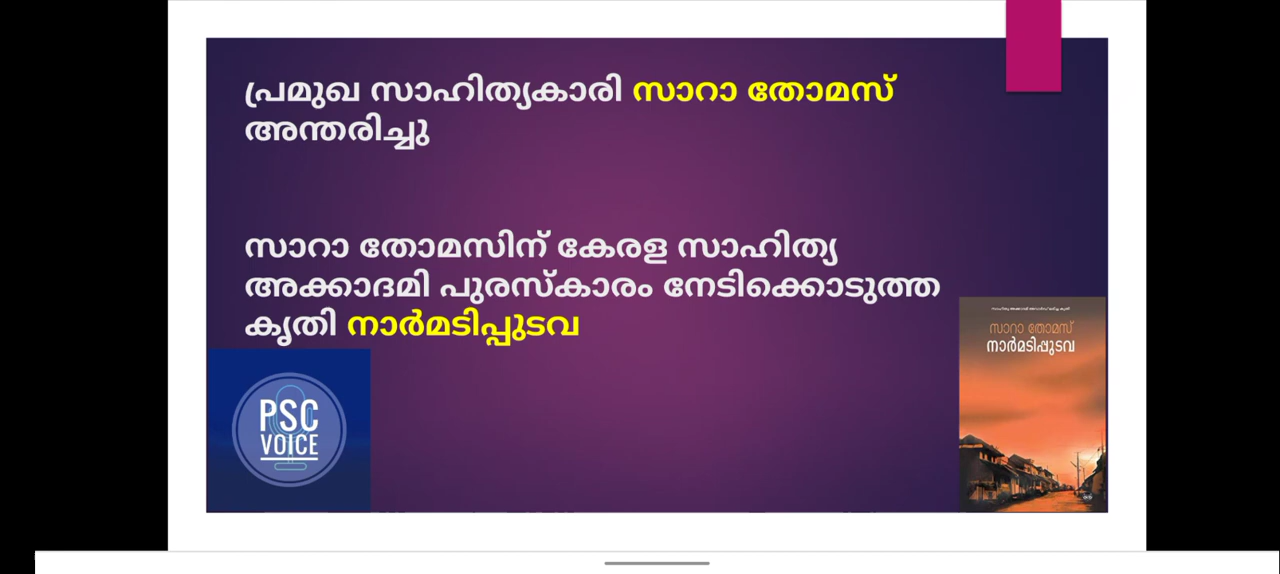 പ്രമുഖ സാഹിത്യകാരി സാറാ തോമസ്
അന്തരിച്ചു
സാറാ തോമസിന് കേരള സാഹിത്യ
അക്കാദമി പുരസ്കാരം നേടിക്കൊടുത്ത
കൃതി നാർമടിപ്പുടവ
PSC
VOICE
സാറാ തോമസ്
നാർമടിപ്പുടവ